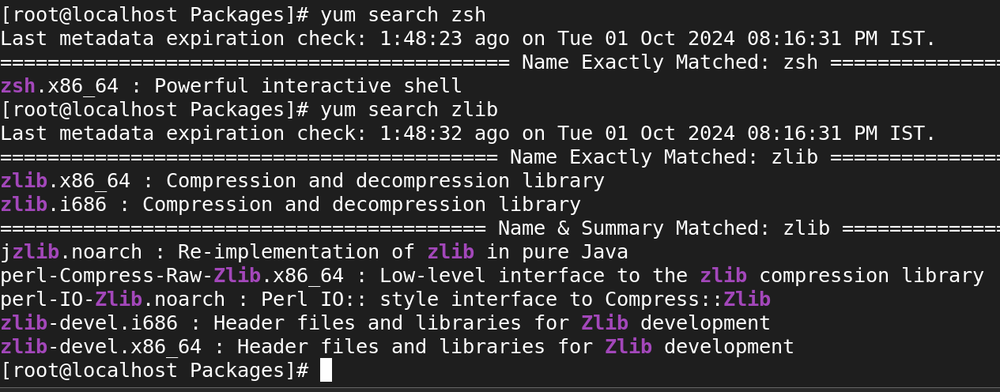 [root@localhost Packages]# yum search zsh
Last metadata expiration check: 1:48:23 ago on Tue 01 Oct 2024 08:16:31 PM IST.
=========================================== Name Exactly Matched: zsh ===============
zsh.x86_64 : Powerful interactive shell
[root@localhost Packages]# yum search zlib
Last metadata expiration check: 1:48:32 ago on Tue 01 Oct 2024 08:16:31 PM IST.
========================================== Name Exactly Matched: zlib ===============
zlib.x86_64 : Compression and decompression library
zlib.i686 : Compression and decompression library
========================================= Name & Summary Matched: zlib ==============
jzlib.noarch : Re-implementation of zlib in pure Java
perl-Compress-Raw-Zlib.x86_64 : Low-level interface to the zlib compression library
perl-IO-Zlib.noarch : Perl IO:: style interface to Compress::Zlib
zlib-devel.i686 : Header files and libraries for Zlib development
zlib-devel.x86_64 : Header files and libraries for Zlib development
[root@localhost Packages]#